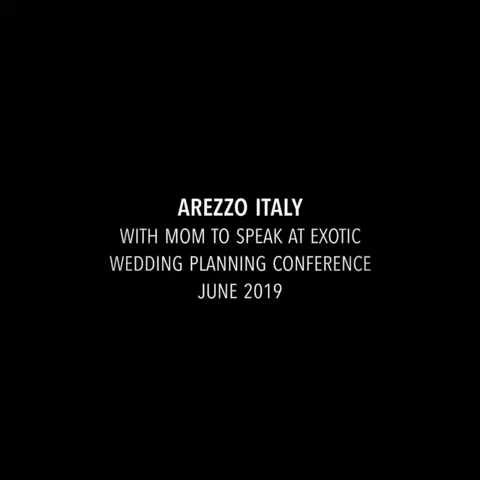 AREZZO ITALY
WITH MOM TO SPEAK AT EXOTIC
WEDDING PLANNING CONFERENCE
JUNE 2019